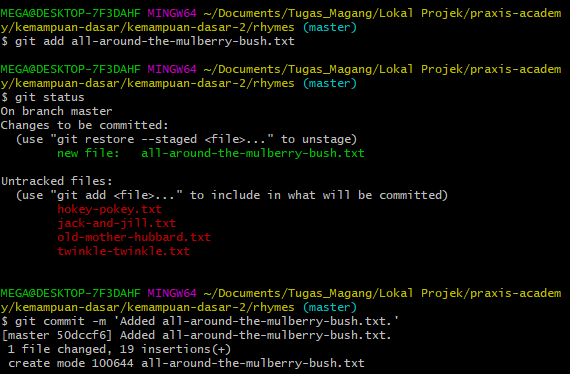 MEGA@DESKTOP-7F3DAHF MINGW64 ~/Documents/Tugas_Magang/Lokal Projek/praxis-academ
y/kemampuan-dasar/kemampuan-dasar-2/rhymes (master)
$ git add all-around-the-mulberry-bush.txt
MEGA@DESKTOP-7F3DAHF MINGW64 ~/Documents/Tugas_Magang/Lokal Projek/praxis-academ
y/kemampuan-dasar/kemampuan-dasar-2/rhymes (master)
$ git status
On branch master
Changes to be committed:
  (use "git restore --staged <file>..." to unstage)
        new file:   all-around-the-mulberry-bush.txt
Untracked files:
  (use "git add <file>..." to include in what will be committed)
        hokey-pokey.txt
        jack-and-jill.txt
        old-mother-hubbard.txt
        twinkle-twinkle.txt
MEGA@DESKTOP-7F3DAHF MINGW64 ~/Documents/Tugas_Magang/Lokal Projek/praxis-academ
y/kemampuan-dasar/kemampuan-dasar-2/rhymes (master)
$ git commit -m 'Added all-around-the-mulberry-bush.txt.'
[master 50dccf6] Added all-around-the-mulberry-bush.txt.
 1 file changed, 19 insertions(+)
 create mode 100644 all-around-the-mulberry-bush.txt